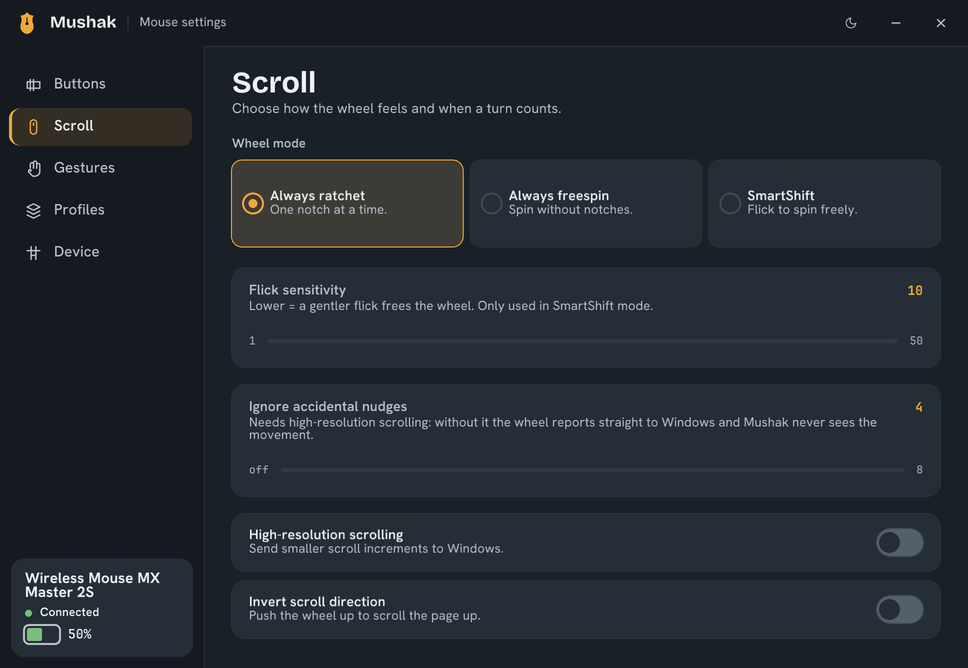 Mushak
Mouse settings
Buttons
Scroll
Gestures
Profiles
Device
Wireless Mouse MX
Master 2S
Connected
50%
Scroll
Choose how the wheel feels and when a turn counts.
Wheel mode
Always ratchet
One notch at a time.
Always freespin
Spin without notches.
SmartShift
Flick to spin freely.
Flick sensitivity
10
Lower = a gentler flick frees the wheel. Only used in SmartShift mode.
1
50
Ignore accidental nudges
4
Needs high-resolution scrolling: without it the wheel reports straight to Windows and Mushak never sees the
movement.
off
8
High-resolution scrolling
Send smaller scroll increments to Windows.
Invert scroll direction
Push the wheel up to scroll the page up.